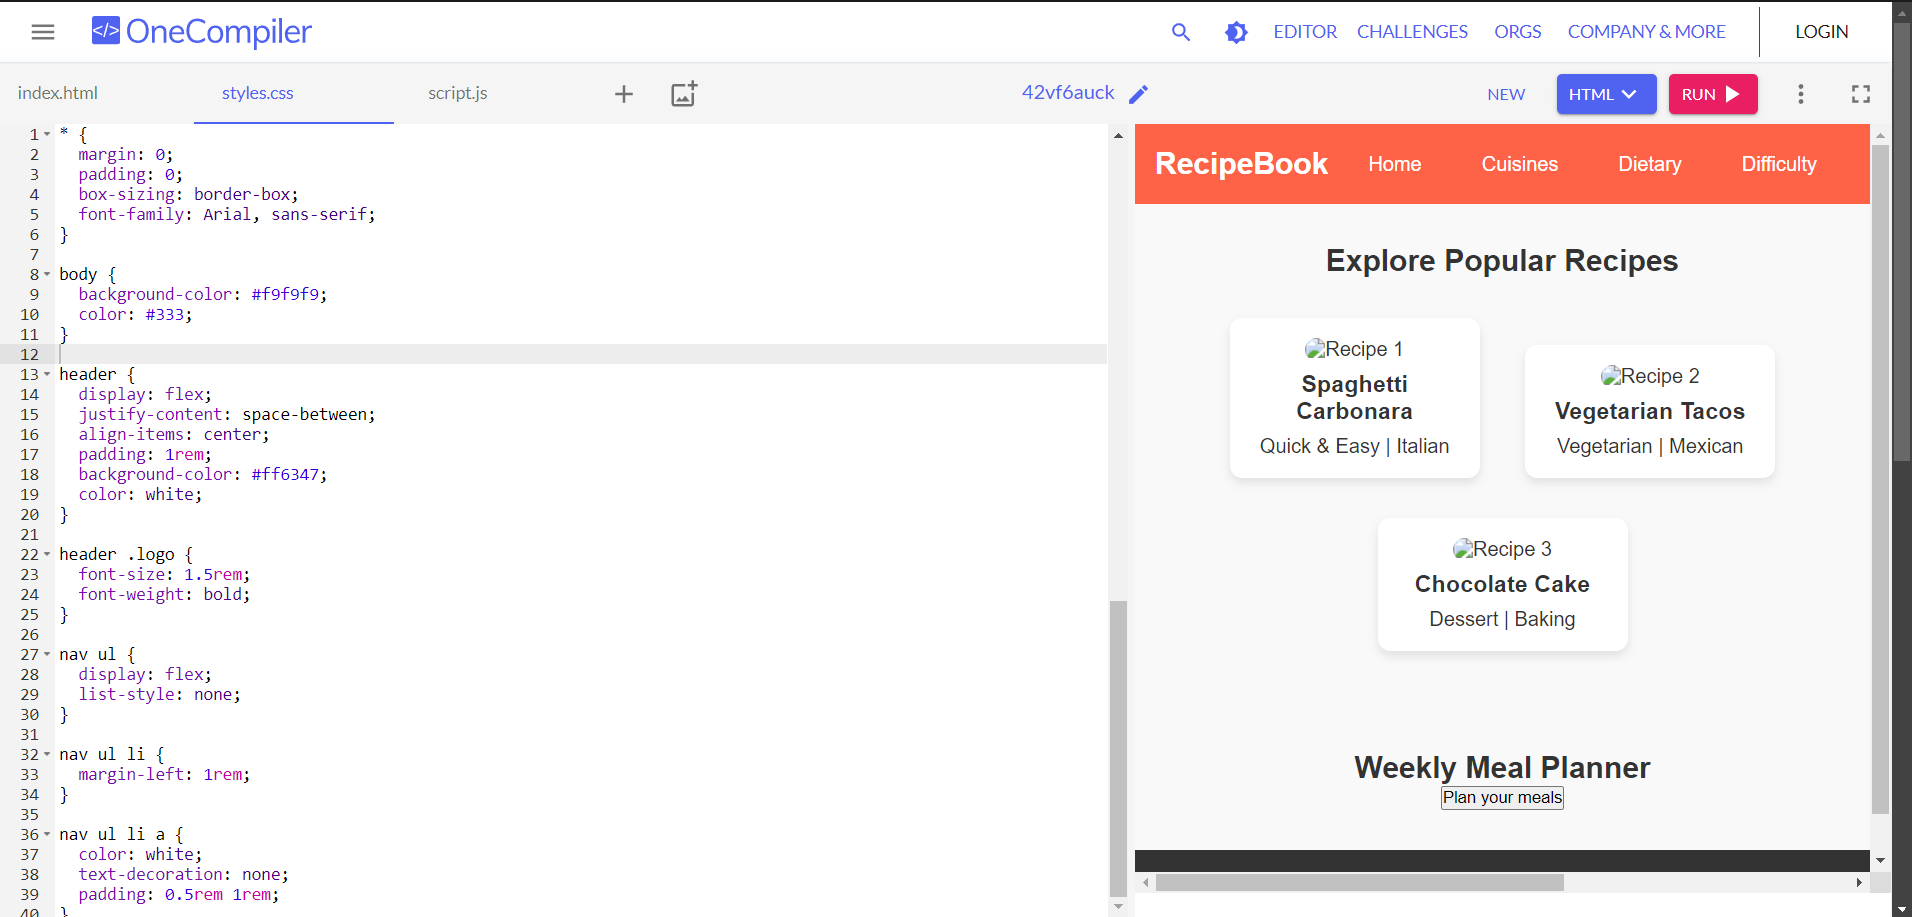 </> OneCompiler
EDITOR CHALLENGES ORGS COMPANY & MORE LOGIN
index.html styles.css script.js + 42vf6auck NEW HTML RUN
1 * {
2 margin: 0;
3 padding: 0;
4 box-sizing: border-box;
5 font-family: Arial, sans-serif;
6 }
7
8 body {
9 background-color: #f9f9f9;
10 color: #333;
11 }
12
13 header {
14 display: flex;
15 justify-content: space-between;
16 align-items: center;
17 padding: 1rem;
18 background-color: #ff6347;
19 color: white;
20 }
21
22 header .logo {
23 font-size: 1.5rem;
24 font-weight: bold;
25 }
26
27 nav ul {
28 display: flex;
29 list-style: none;
30 }
31
32 nav ul li {
33 margin-left: 1rem;
34 }
35
36 nav ul li a {
37 color: white;
38 text-decoration: none;
39 padding: 0.5rem 1rem;
40 }
RecipeBook Home Cuisines Dietary Difficulty
Explore Popular Recipes
Recipe 1
Spaghetti
Carbonara
Quick & Easy | Italian
Recipe 2
Vegetarian Tacos
Vegetarian | Mexican
Recipe 3
Chocolate Cake
Dessert | Baking
Weekly Meal Planner
Plan your meals